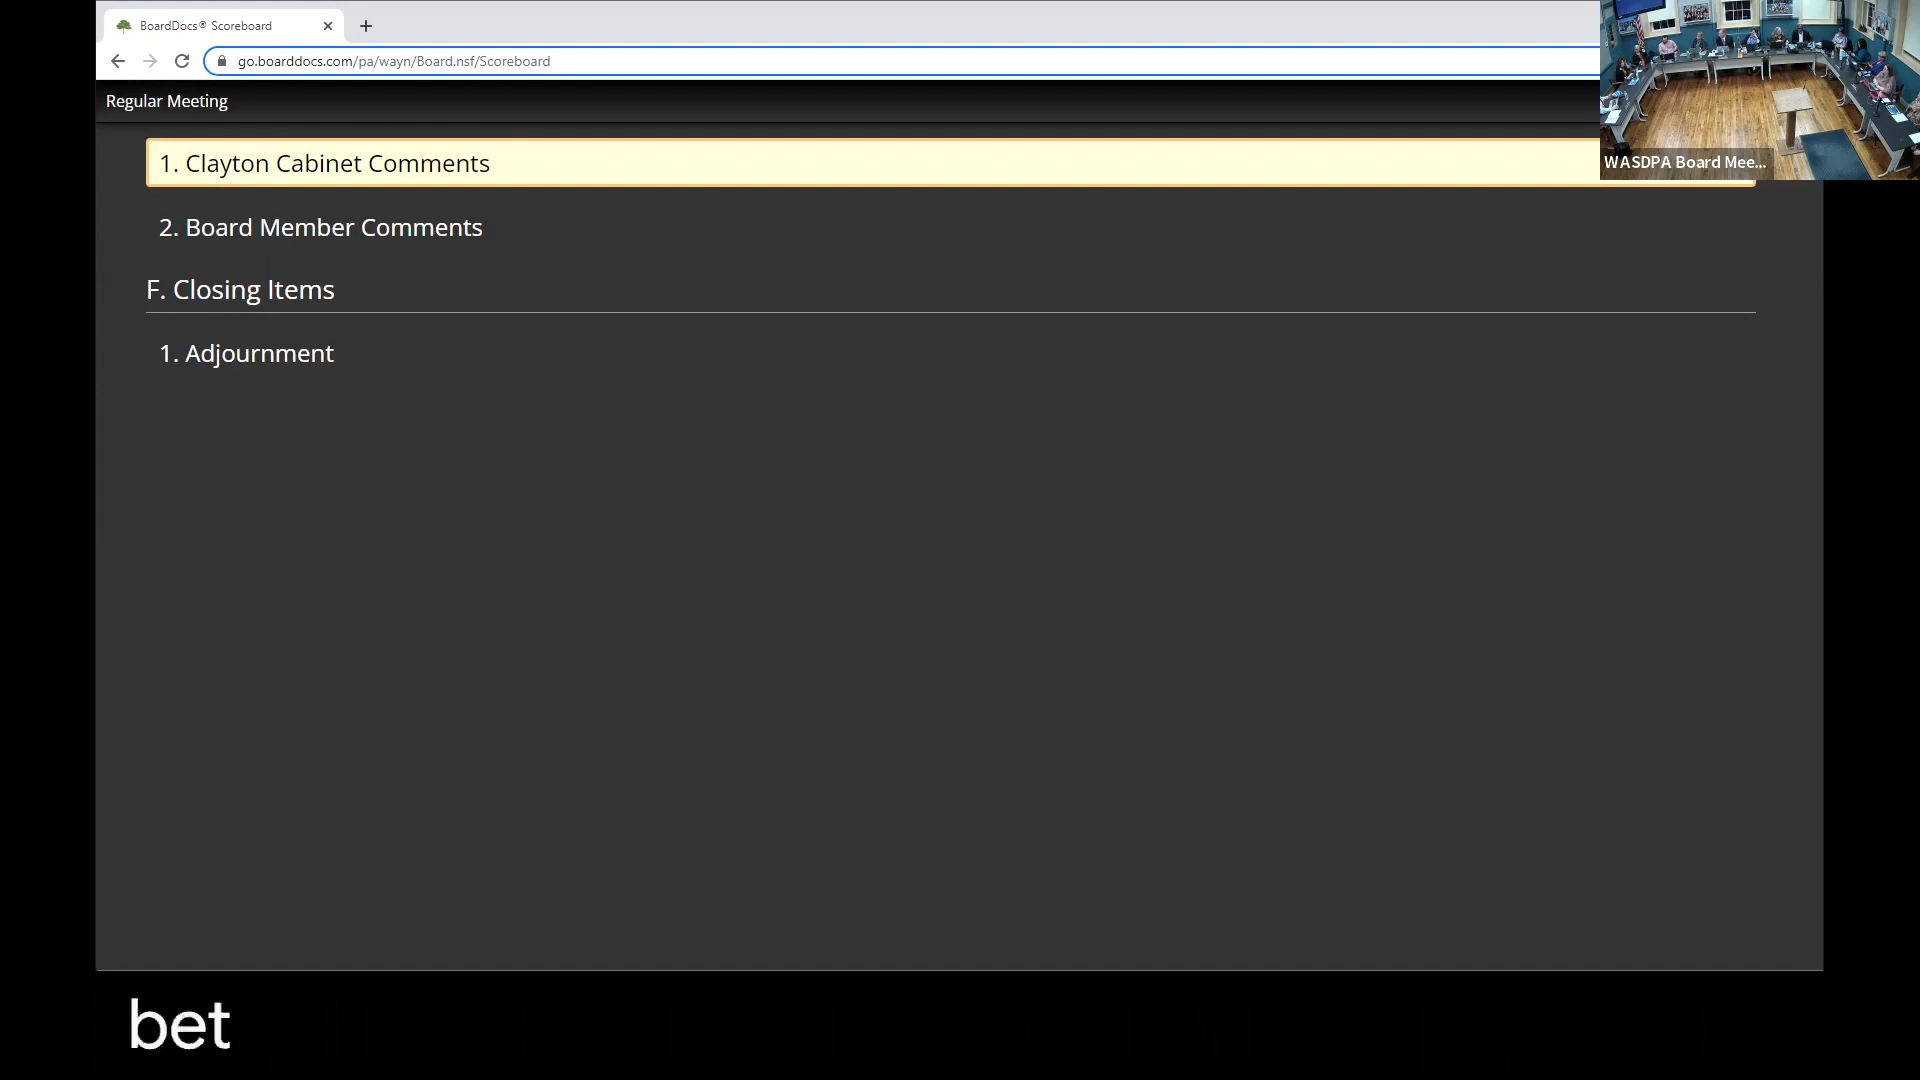 BoardDocs® Scoreboard
go.boarddocs.com/pa/wayn/Board.nsf/Scoreboard
Regular Meeting
1. Clayton Cabinet Comments
WASDPA Board Mee...
2. Board Member Comments
F. Closing Items
1. Adjournment
bet